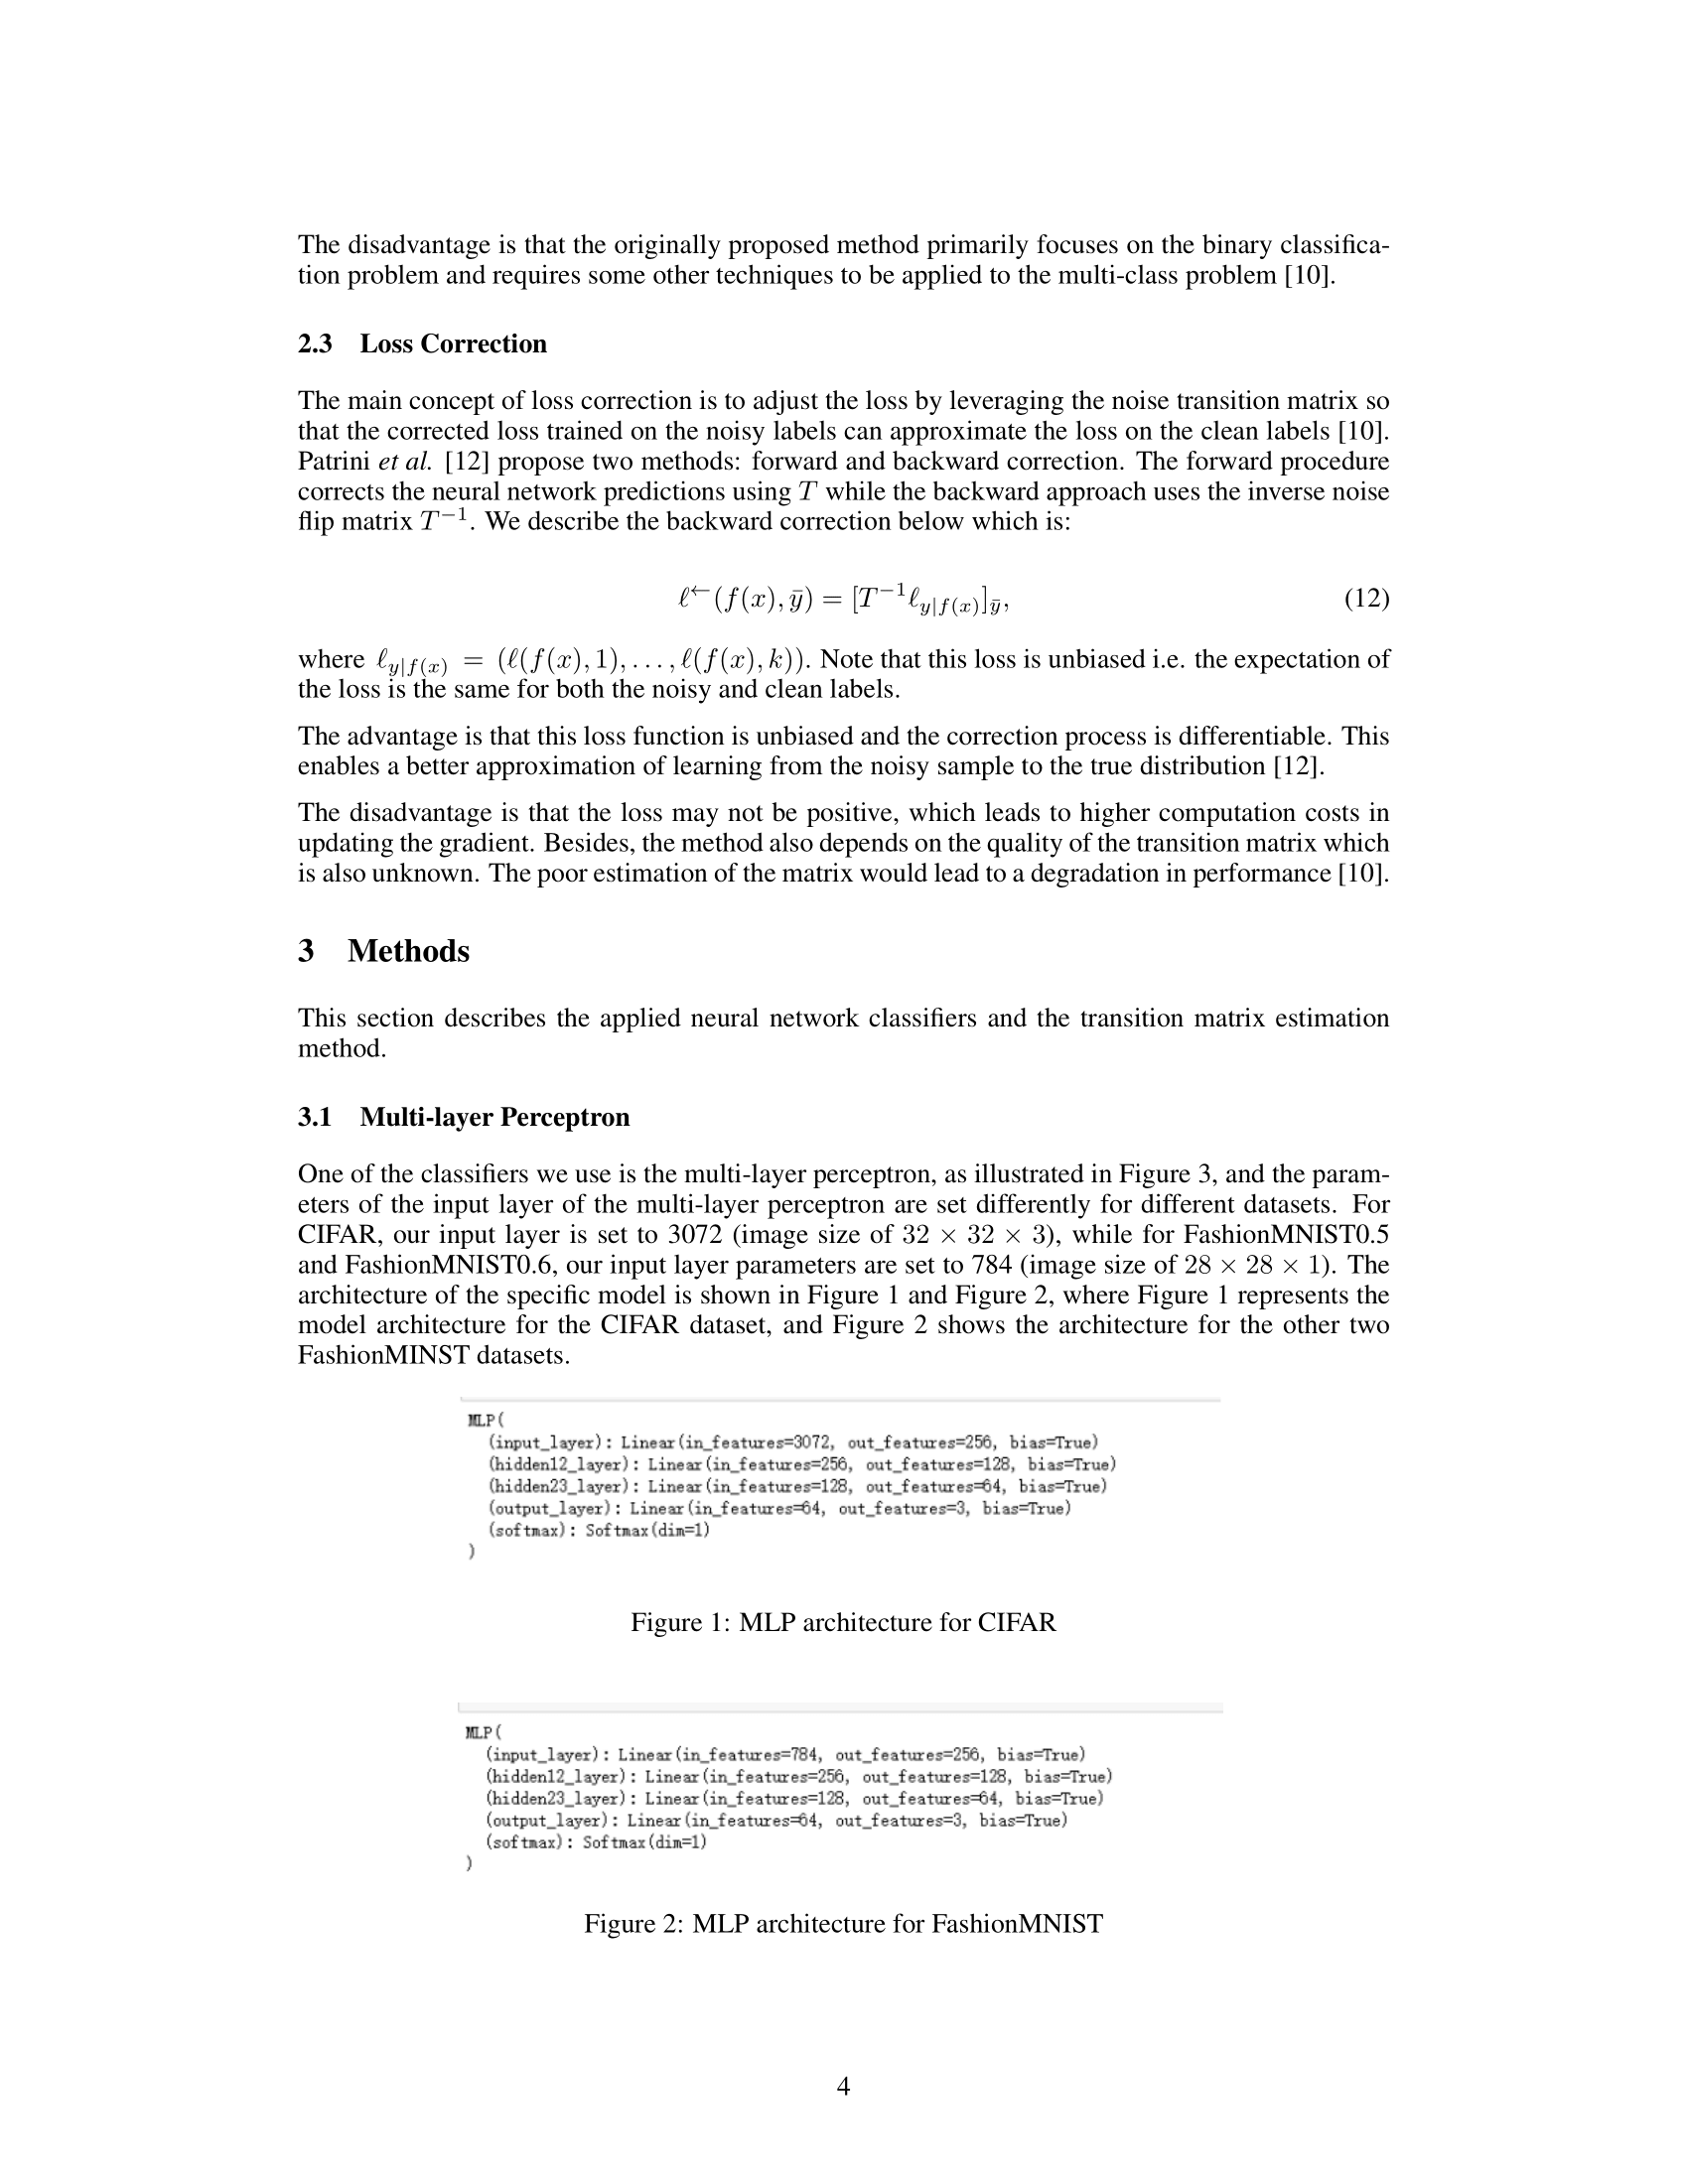 The disadvantage is that the originally proposed method primarily focuses on the binary classifica-
tion problem and requires some other techniques to be applied to the multi-class problem [10].
2.3 Loss Correction
The main concept of loss correction is to adjust the loss by leveraging the noise transition matrix so
that the corrected loss trained on the noisy labels can approximate the loss on the clean labels [10].
Patrini et al. [12] propose two methods: forward and backward correction. The forward procedure
corrects the neural network predictions using T while the backward approach uses the inverse noise
flip matrix T⁻¹. We describe the backward correction below which is:
ℓ^←(f(x), ȳ) = [T⁻¹ℓ_{y|f(x)}]_ȳ, (12)
where ℓ_{y|f(x)} = (ℓ(f(x), 1), . . . , ℓ(f(x), k)). Note that this loss is unbiased i.e. the expectation of
the loss is the same for both the noisy and clean labels.
The advantage is that this loss function is unbiased and the correction process is differentiable. This
enables a better approximation of learning from the noisy sample to the true distribution [12].
The disadvantage is that the loss may not be positive, which leads to higher computation costs in
updating the gradient. Besides, the method also depends on the quality of the transition matrix which
is also unknown. The poor estimation of the matrix would lead to a degradation in performance [10].
3 Methods
This section describes the applied neural network classifiers and the transition matrix estimation
method.
3.1 Multi-layer Perceptron
One of the classifiers we use is the multi-layer perceptron, as illustrated in Figure 3, and the param-
eters of the input layer of the multi-layer perceptron are set differently for different datasets. For
CIFAR, our input layer is set to 3072 (image size of 32 × 32 × 3), while for FashionMNIST0.5
and FashionMNIST0.6, our input layer parameters are set to 784 (image size of 28 × 28 × 1). The
architecture of the specific model is shown in Figure 1 and Figure 2, where Figure 1 represents the
model architecture for the CIFAR dataset, and Figure 2 shows the architecture for the other two
FashionMINST datasets.
MLP(
(input_layer): Linear(in_features=3072, out_features=256, bias=True)
(hidden12_layer): Linear(in_features=256, out_features=128, bias=True)
(hidden23_layer): Linear(in_features=128, out_features=64, bias=True)
(output_layer): Linear(in_features=64, out_features=3, bias=True)
(softmax): Softmax(dim=1)
)
Figure 1: MLP architecture for CIFAR
MLP(
(input_layer): Linear(in_features=784, out_features=256, bias=True)
(hidden12_layer): Linear(in_features=256, out_features=128, bias=True)
(hidden23_layer): Linear(in_features=128, out_features=64, bias=True)
(output_layer): Linear(in_features=64, out_features=3, bias=True)
(softmax): Softmax(dim=1)
)
Figure 2: MLP architecture for FashionMNIST
4